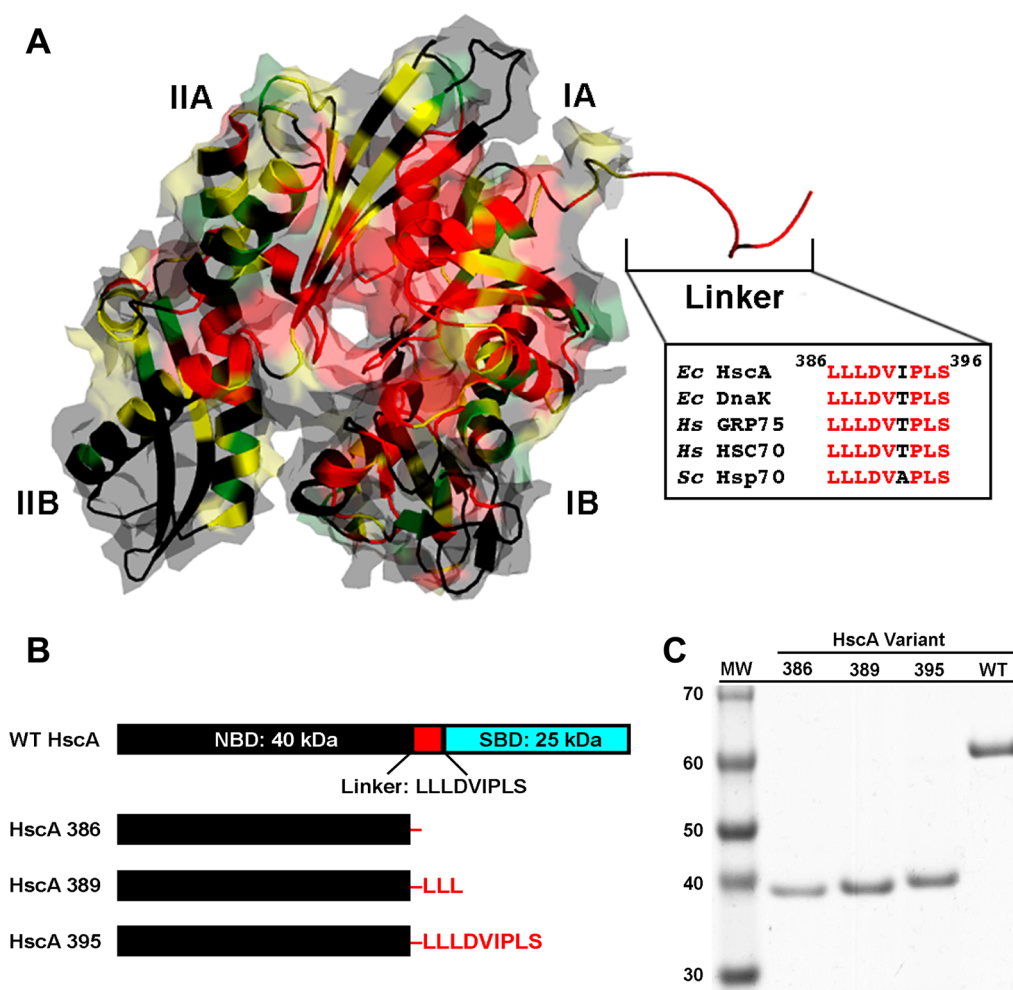 A
IIA
IA
IIB
IB
Linker
386 396
Ec HscA LLLDVIPLS
Ec DnaK LLLDVTPLS
Hs GRP75 LLLDVTPLS
Hs HSC70 LLLDVTPLS
Sc Hsp70 LLLDVAPLS
B
WT HscA NBD: 40 kDa SBD: 25 kDa
Linker: LLLDVIPLS
HscA 386
HscA 389 LLL
HscA 395 LLLDVIPLS
C
HscA Variant
MW 386 389 395 WT
70
60
50
40
30